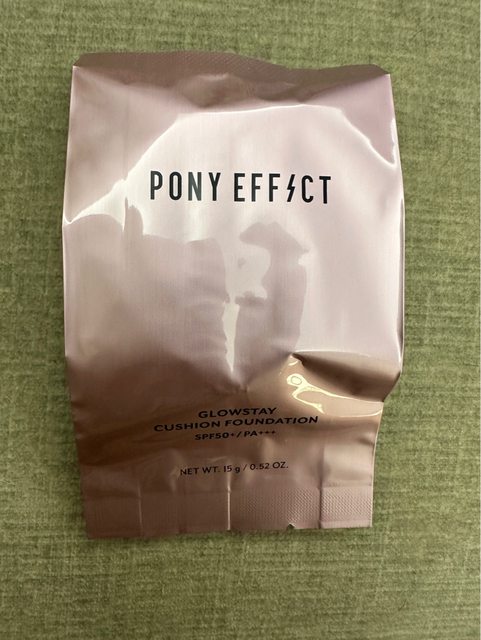 PONY EFFECT
GLOWSTAY
CUSHION FOUNDATION
SPF50+/PA+++
NET WT. 15 g / 0.52 OZ.